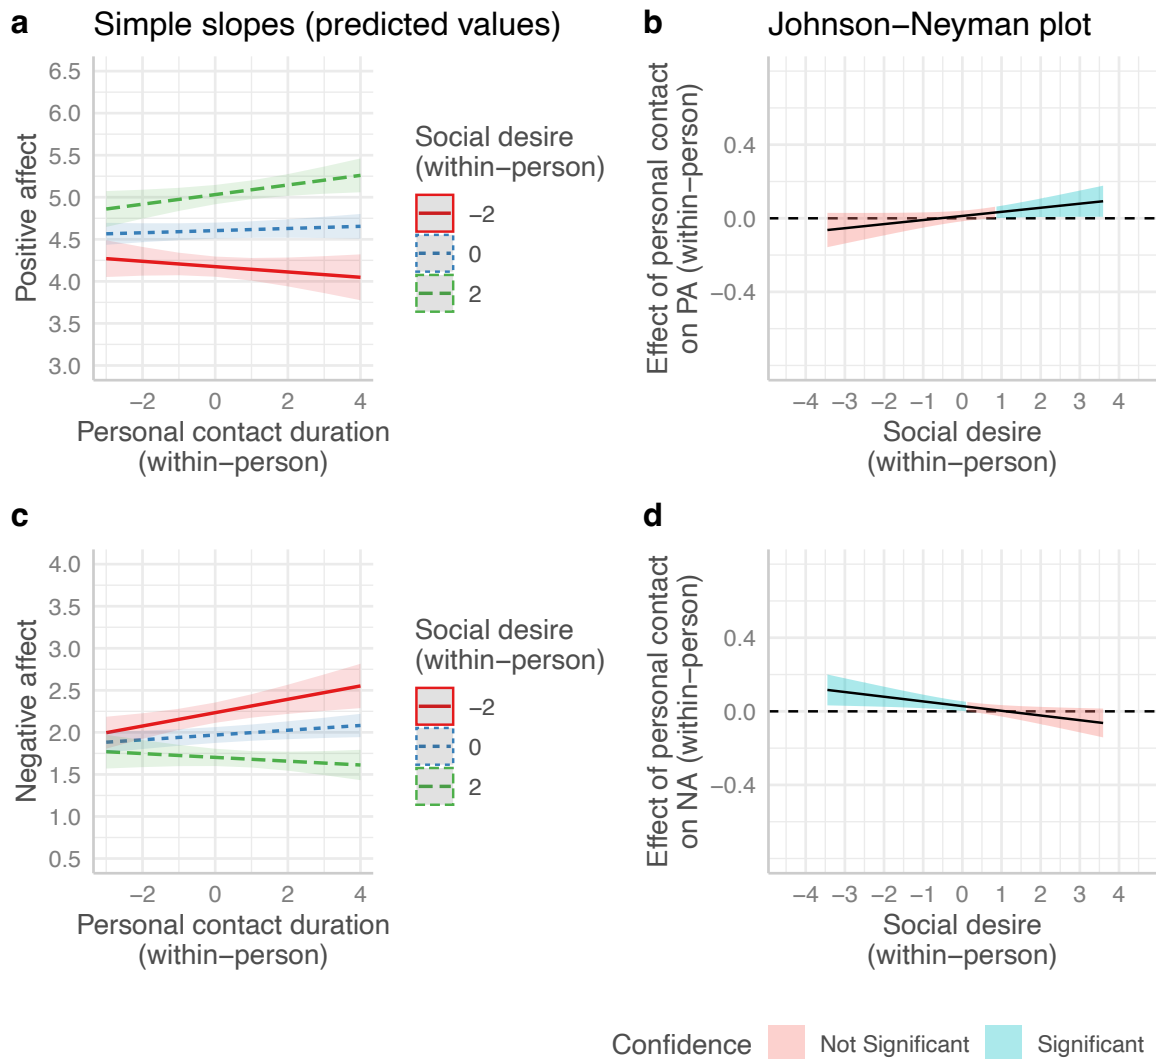 a
Simple slopes (predicted values)
b
Johnson−Neyman plot
6.5
6.0
5.5
5.0
4.5
4.0
3.5
3.0
Positive affect
−2 0 2 4
Personal contact duration
(within−person)
Social desire
(within−person)
−2
0
2
Effect of personal contact
on PA (within−person)
0.4
0.0
−0.4
−4 −3 −2 −1 0 1 2 3 4
Social desire
(within−person)
c
d
4.0
3.5
3.0
2.5
2.0
1.5
1.0
0.5
Negative affect
−2 0 2 4
Personal contact duration
(within−person)
Social desire
(within−person)
−2
0
2
Effect of personal contact
on NA (within−person)
0.4
0.0
−0.4
−4 −3 −2 −1 0 1 2 3 4
Social desire
(within−person)
Confidence Not Significant Significant